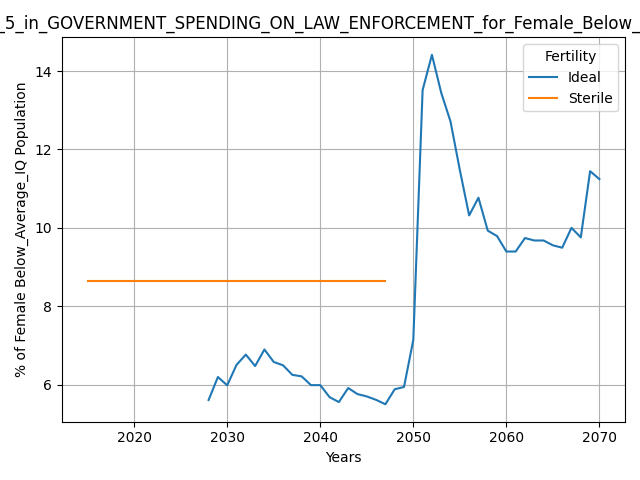 _5_in_GOVERNMENT_SPENDING_ON_LAW_ENFORCEMENT_for_Female_Below_
Fertility
Ideal
Sterile
% of Female Below_Average_IQ Population
14
12
10
8
6
2020 2030 2040 2050 2060 2070
Years